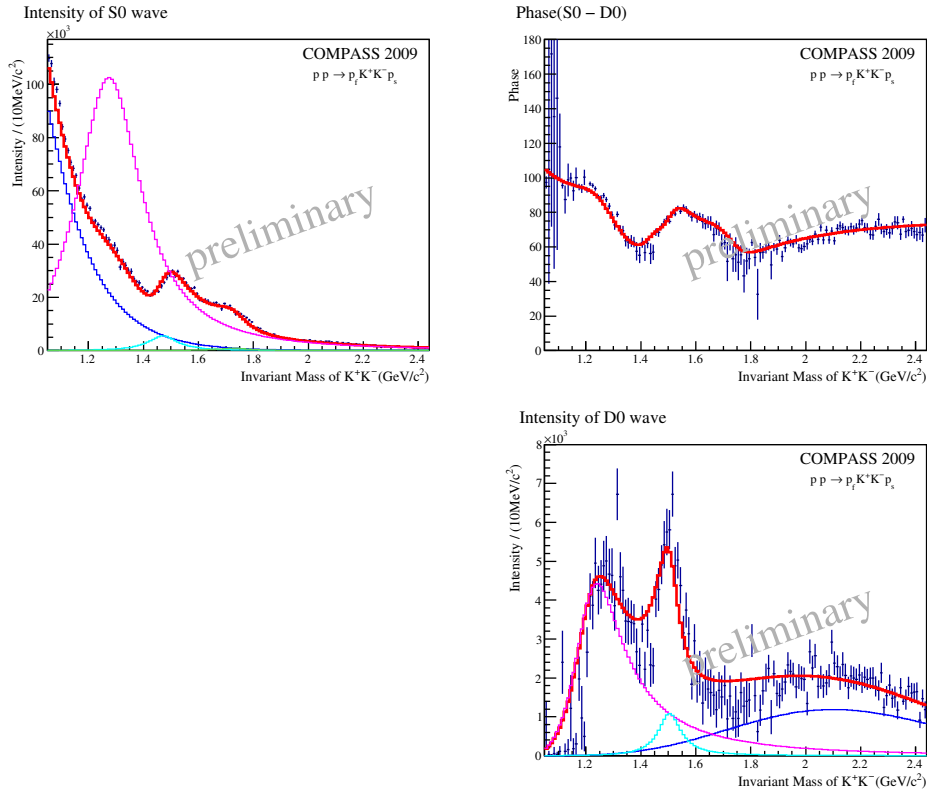 Intensity of S0 wave
×10³
COMPASS 2009
p p → p_f K⁺K⁻p_s
Intensity / (10MeV/c²)
100
80
60
40
20
0
preliminary
1.2 1.4 1.6 1.8 2 2.2 2.4
Invariant Mass of K⁺K⁻(GeV/c²)
Phase(S0 − D0)
COMPASS 2009
p p → p_f K⁺K⁻p_s
Phase
180
160
140
120
100
80
60
40
20
0
preliminary
1.2 1.4 1.6 1.8 2 2.2 2.4
Invariant Mass of K⁺K⁻(GeV/c²)
Intensity of D0 wave
×10³
COMPASS 2009
p p → p_f K⁺K⁻p_s
Intensity / (10MeV/c²)
8
7
6
5
4
3
2
1
0
preliminary
1.2 1.4 1.6 1.8 2 2.2 2.4
Invariant Mass of K⁺K⁻(GeV/c²)